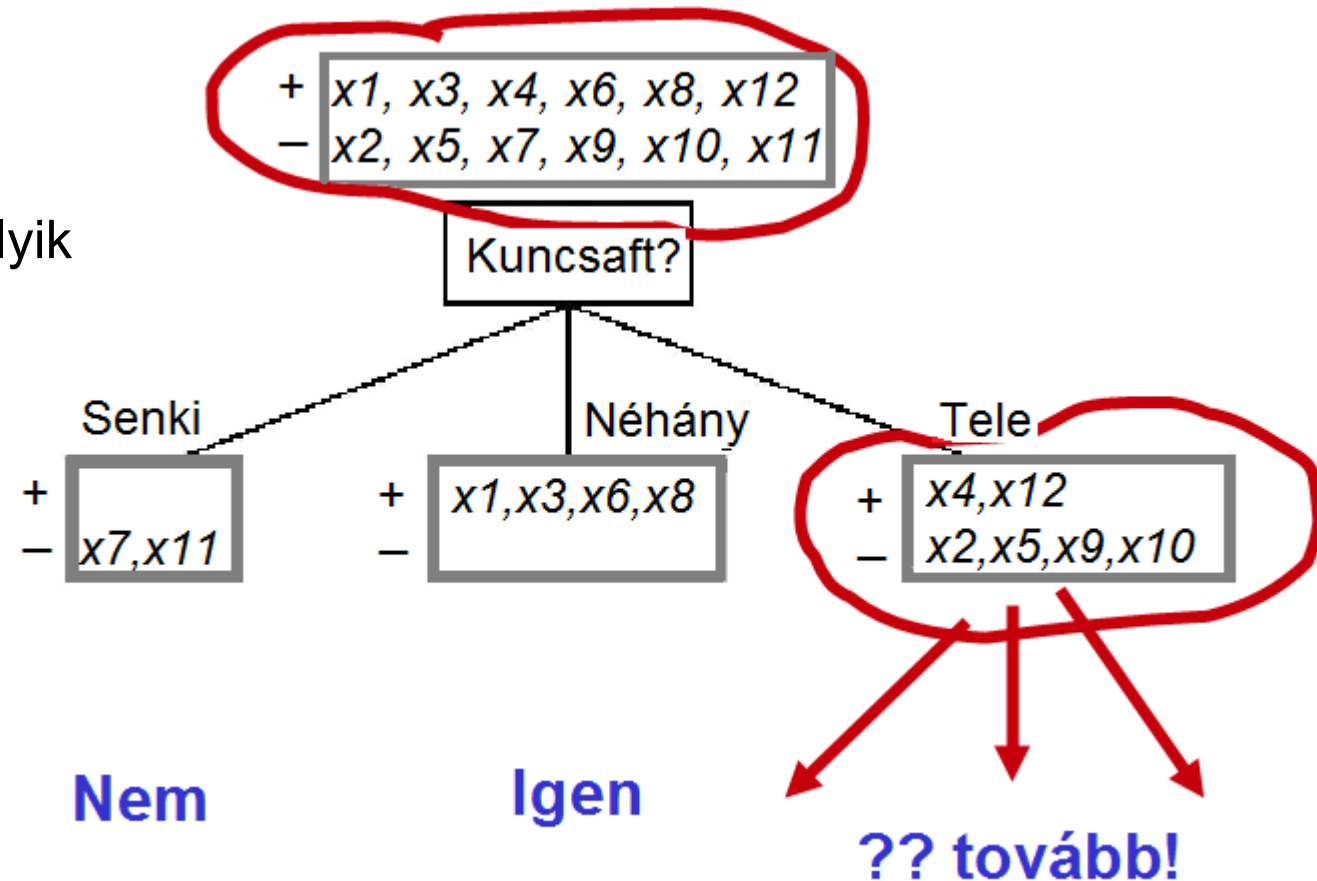 + x1, x3, x4, x6, x8, x12
– x2, x5, x7, x9, x10, x11
lyik
Kuncsaft?
Senki Néhány Tele
+ + x1,x3,x6,x8 + x4,x12
– x7,x11 – – x2,x5,x9,x10
Nem Igen
?? tovább!